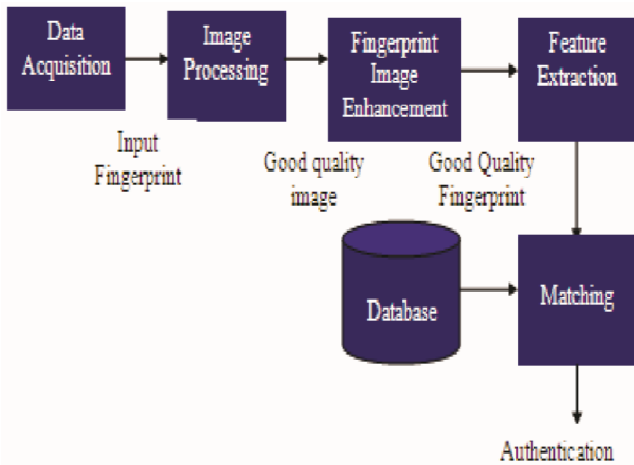 Data
Acquisition
Image
Processing
Fingerprint
Image
Enhancement
Feature
Extraction
Input
Fingerprint
Good quality
image
Good Quality
Fingerprint
Database
Matching
Authentication